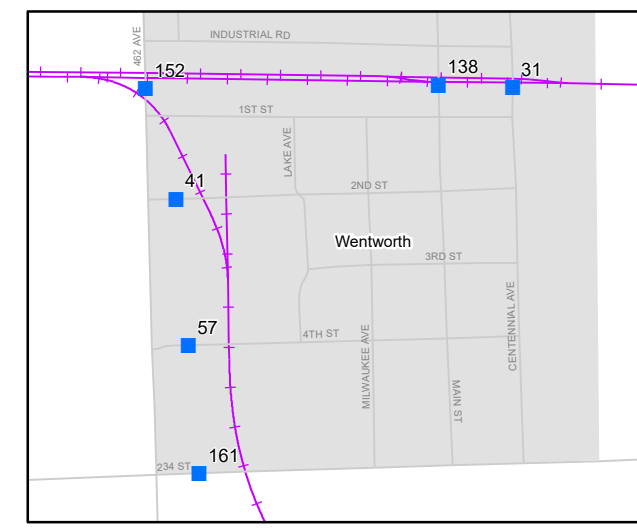 INDUSTRIAL RD
462 AVE
152
138
31
1ST ST
LAKE AVE
41
2ND ST
Wentworth
3RD ST
57
4TH ST
MILWAUKEE AVE
CENTENNIAL AVE
MAIN ST
161
234 ST